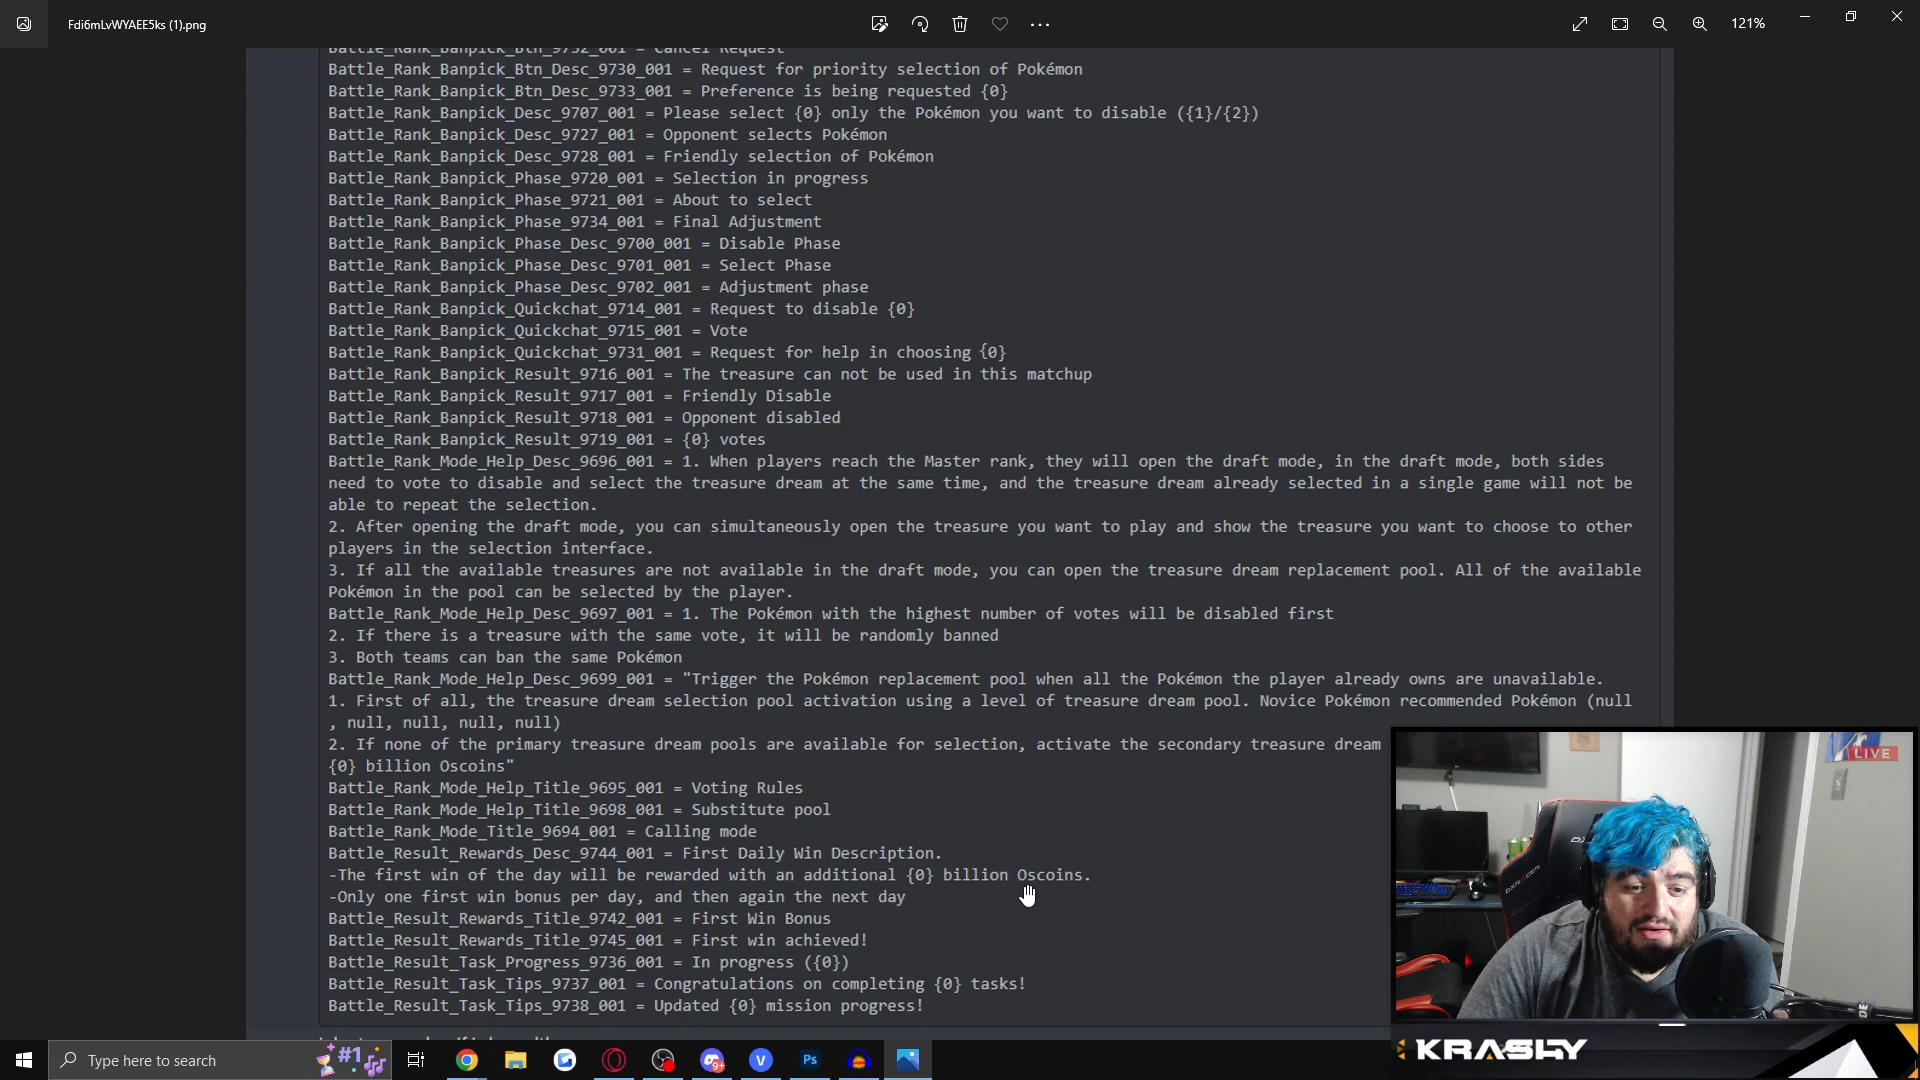 Fdi6mLvWYAEE5ks (1).png
121%
Battle_Rank_Banpick_Btn_9732_001 = Cancel Request
Battle_Rank_Banpick_Btn_Desc_9730_001 = Request for priority selection of Pokémon
Battle_Rank_Banpick_Btn_Desc_9733_001 = Preference is being requested {0}
Battle_Rank_Banpick_Desc_9707_001 = Please select {0} only the Pokémon you want to disable ({1}/{2})
Battle_Rank_Banpick_Desc_9727_001 = Opponent selects Pokémon
Battle_Rank_Banpick_Desc_9728_001 = Friendly selection of Pokémon
Battle_Rank_Banpick_Phase_9720_001 = Selection in progress
Battle_Rank_Banpick_Phase_9721_001 = About to select
Battle_Rank_Banpick_Phase_9734_001 = Final Adjustment
Battle_Rank_Banpick_Phase_Desc_9700_001 = Disable Phase
Battle_Rank_Banpick_Phase_Desc_9701_001 = Select Phase
Battle_Rank_Banpick_Phase_Desc_9702_001 = Adjustment phase
Battle_Rank_Banpick_Quickchat_9714_001 = Request to disable {0}
Battle_Rank_Banpick_Quickchat_9715_001 = Vote
Battle_Rank_Banpick_Quickchat_9731_001 = Request for help in choosing {0}
Battle_Rank_Banpick_Result_9716_001 = The treasure can not be used in this matchup
Battle_Rank_Banpick_Result_9717_001 = Friendly Disable
Battle_Rank_Banpick_Result_9718_001 = Opponent disabled
Battle_Rank_Banpick_Result_9719_001 = {0} votes
Battle_Rank_Mode_Help_Desc_9696_001 = 1. When players reach the Master rank, they will open the draft mode, in the draft mode, both sides
need to vote to disable and select the treasure dream at the same time, and the treasure dream already selected in a single game will not be
able to repeat the selection.
2. After opening the draft mode, you can simultaneously open the treasure you want to play and show the treasure you want to choose to other
players in the selection interface.
3. If all the available treasures are not available in the draft mode, you can open the treasure dream replacement pool. All of the available
Pokémon in the pool can be selected by the player.
Battle_Rank_Mode_Help_Desc_9697_001 = 1. The Pokémon with the highest number of votes will be disabled first
2. If there is a treasure with the same vote, it will be randomly banned
3. Both teams can ban the same Pokémon
Battle_Rank_Mode_Help_Desc_9699_001 = "Trigger the Pokémon replacement pool when all the Pokémon the player already owns are unavailable.
1. First of all, the treasure dream selection pool activation using a level of treasure dream pool. Novice Pokémon recommended Pokémon (null
, null, null, null, null)
2. If none of the primary treasure dream pools are available for selection, activate the secondary treasure dream
{0} billion Oscoins"
Battle_Rank_Mode_Help_Title_9695_001 = Voting Rules
Battle_Rank_Mode_Help_Title_9698_001 = Substitute pool
Battle_Rank_Mode_Title_9694_001 = Calling mode
Battle_Result_Rewards_Desc_9744_001 = First Daily Win Description.
-The first win of the day will be rewarded with an additional {0} billion Oscoins.
-Only one first win bonus per day, and then again the next day
Battle_Result_Rewards_Title_9742_001 = First Win Bonus
Battle_Result_Rewards_Title_9745_001 = First win achieved!
Battle_Result_Task_Progress_9736_001 = In progress ({0})
Battle_Result_Task_Tips_9737_001 = Congratulations on completing {0} tasks!
Battle_Result_Task_Tips_9738_001 = Updated {0} mission progress!
LIVE
KRASHY
Type here to search
#1
9+
V
Ps